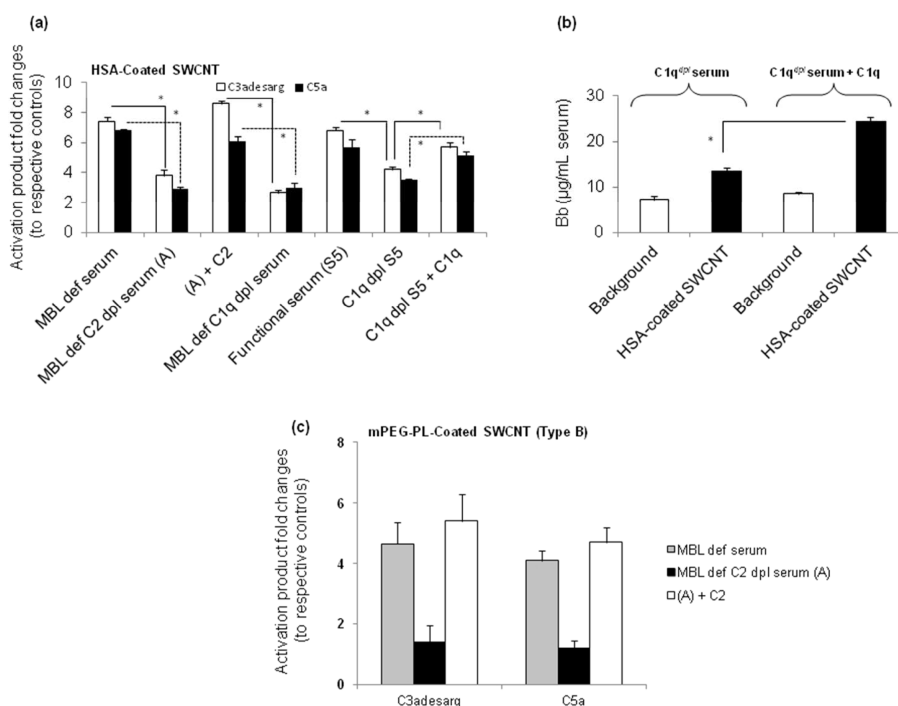 (a)
HSA-Coated SWCNT
C3adesarg C5a
Activation product fold changes
(to respective controls)
10
8
6
4
2
0
* * * * * * *
MBL def serum
MBL def C2 dpl serum (A)
(A) + C2
MBL def C1q dpl serum
Functional serum (S5)
C1q dpl S5
C1q dpl S5 + C1q
(b)
C1qdpl serum
C1qdpl serum + C1q
Bb (µg/mL serum)
30
20
10
0
*
Background
HSA-coated SWCNT
Background
HSA-coated SWCNT
(c)
mPEG-PL-Coated SWCNT (Type B)
Activation product fold changes
(to respective controls)
8
6
4
2
0
C3adesarg
C5a
MBL def serum
MBL def C2 dpl serum (A)
(A) + C2